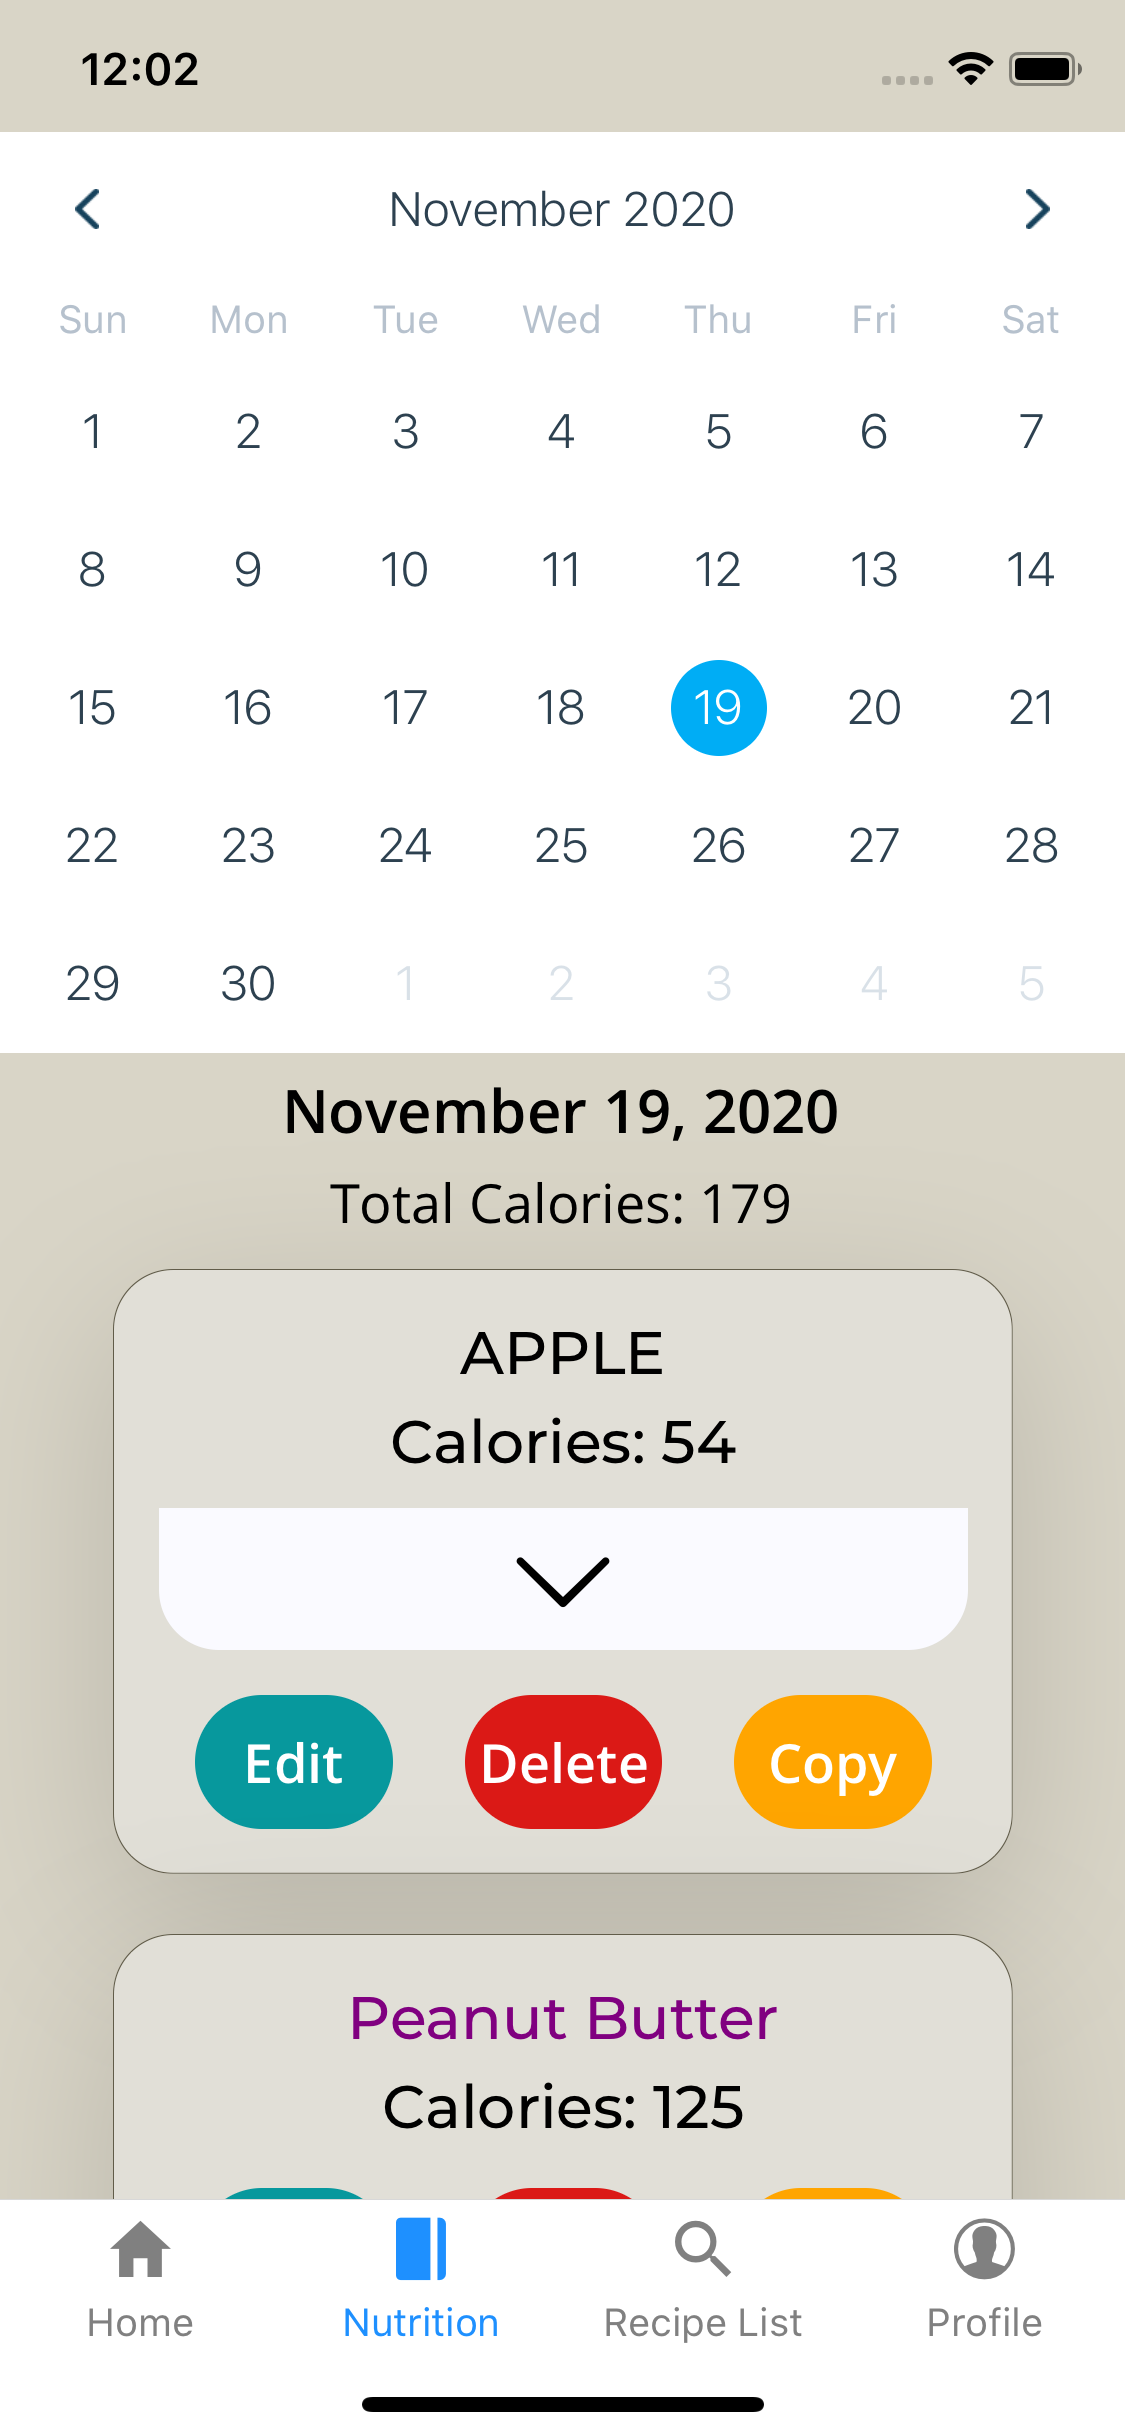 12:02
November 2020
Sun Mon Tue Wed Thu Fri Sat
1 2 3 4 5 6 7
8 9 10 11 12 13 14
15 16 17 18 19 20 21
22 23 24 25 26 27 28
29 30 1 2 3 4 5
November 19, 2020
Total Calories: 179
APPLE
Calories: 54
Edit Delete Copy
Peanut Butter
Calories: 125
Home Nutrition Recipe List Profile